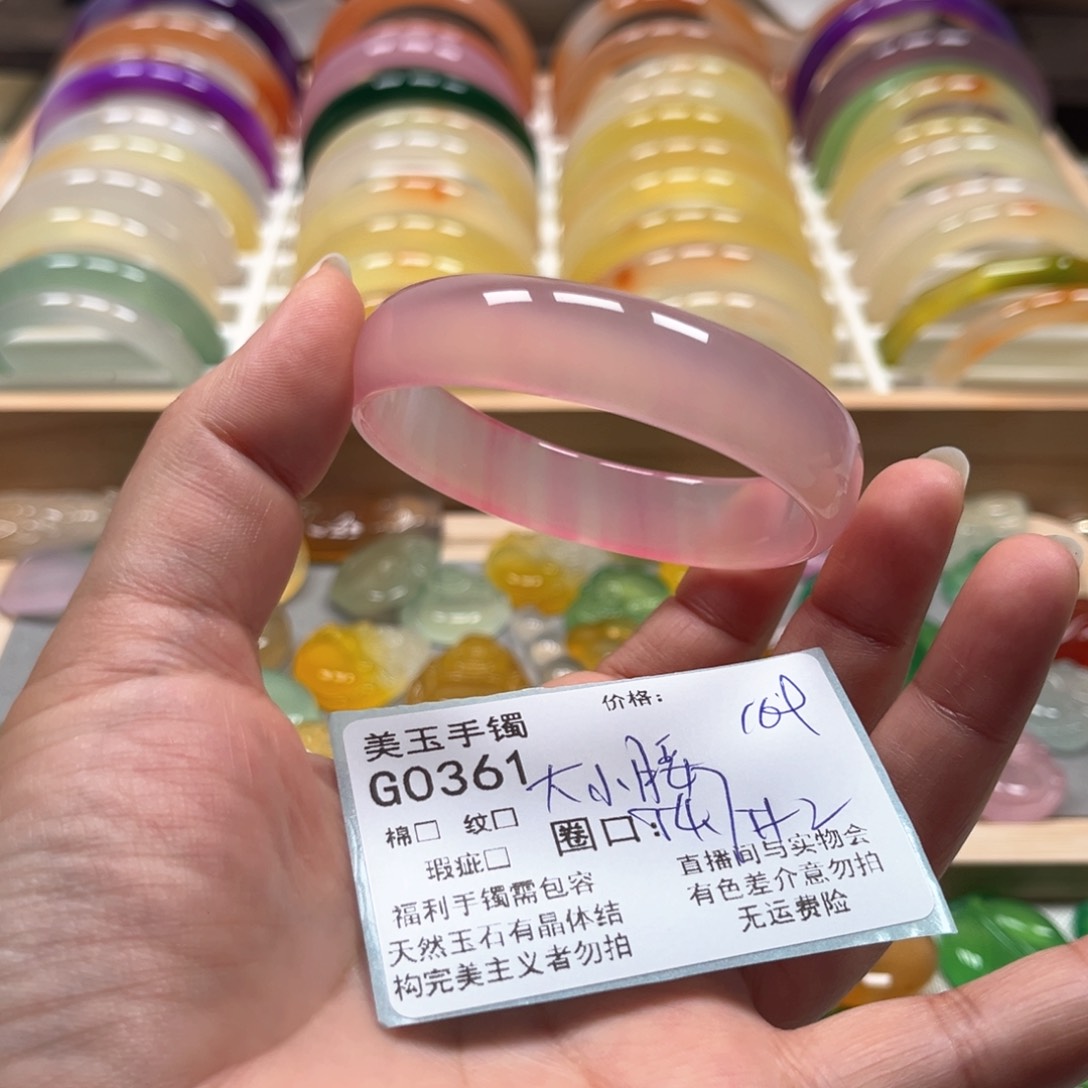 美玉手镯
价格:
G0361
大小腰
棉□ 纹□
圈口:
瑕疵□
福利手镯需包容
天然玉石有晶体结
构完美主义者勿拍
直播间与实物会
有色差介意勿拍
无运费险